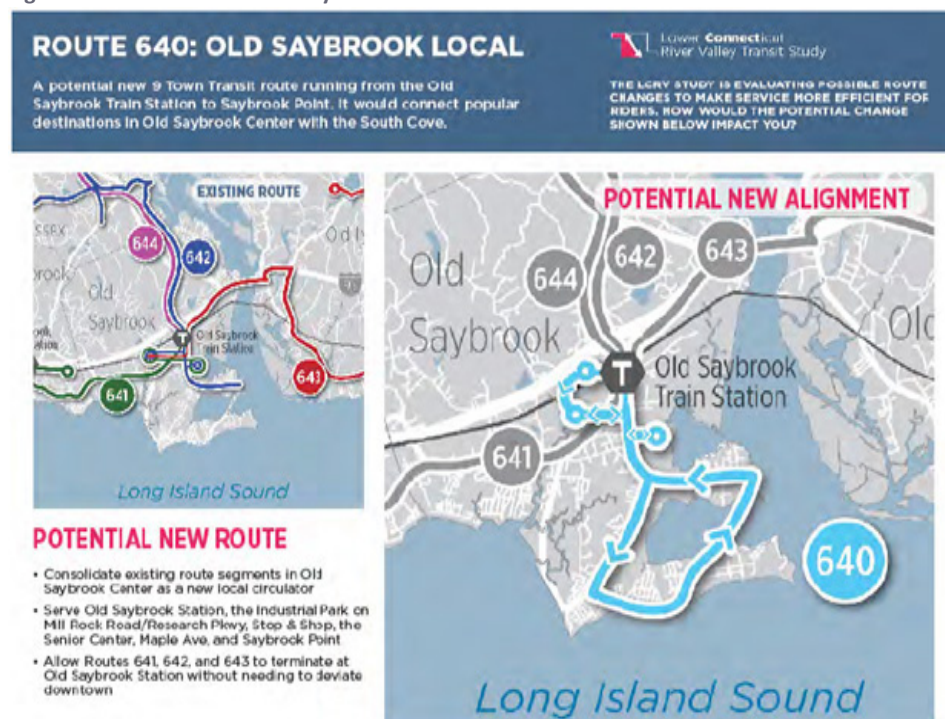 ROUTE 640: OLD SAYBROOK LOCAL
A potential new 9 Town Transit route running from the Old
Saybrook Train Station to Saybrook Point. It would connect popular
destinations in Old Saybrook Center with the South Cove.
Lower Connecticut
River Valley Transit Study
THE LCRV STUDY IS EVALUATING POSSIBLE ROUTE
CHANGES TO MAKE SERVICE MORE EFFICIENT FOR
RIDERS. HOW WOULD THE POTENTIAL CHANGE
SHOWN BELOW IMPACT YOU?
EXISTING ROUTE
644
642
Old
Saybrook
T
Old Saybrook
Train Station
643
641
Long Island Sound
POTENTIAL NEW ROUTE
• Consolidate existing route segments in Old
Saybrook Center as a new local circulator
• Serve Old Saybrook Station, the Industrial Park on
Mill Rock Road/Research Pkwy, Stop & Shop, the
Senior Center, Maple Ave, and Saybrook Point
• Allow Routes 641, 642, and 643 to terminate at
Old Saybrook Station without needing to deviate
downtown
POTENTIAL NEW ALIGNMENT
644
642
643
Old
Saybrook
Old
T
Old Saybrook
Train Station
641
640
Long Island Sound